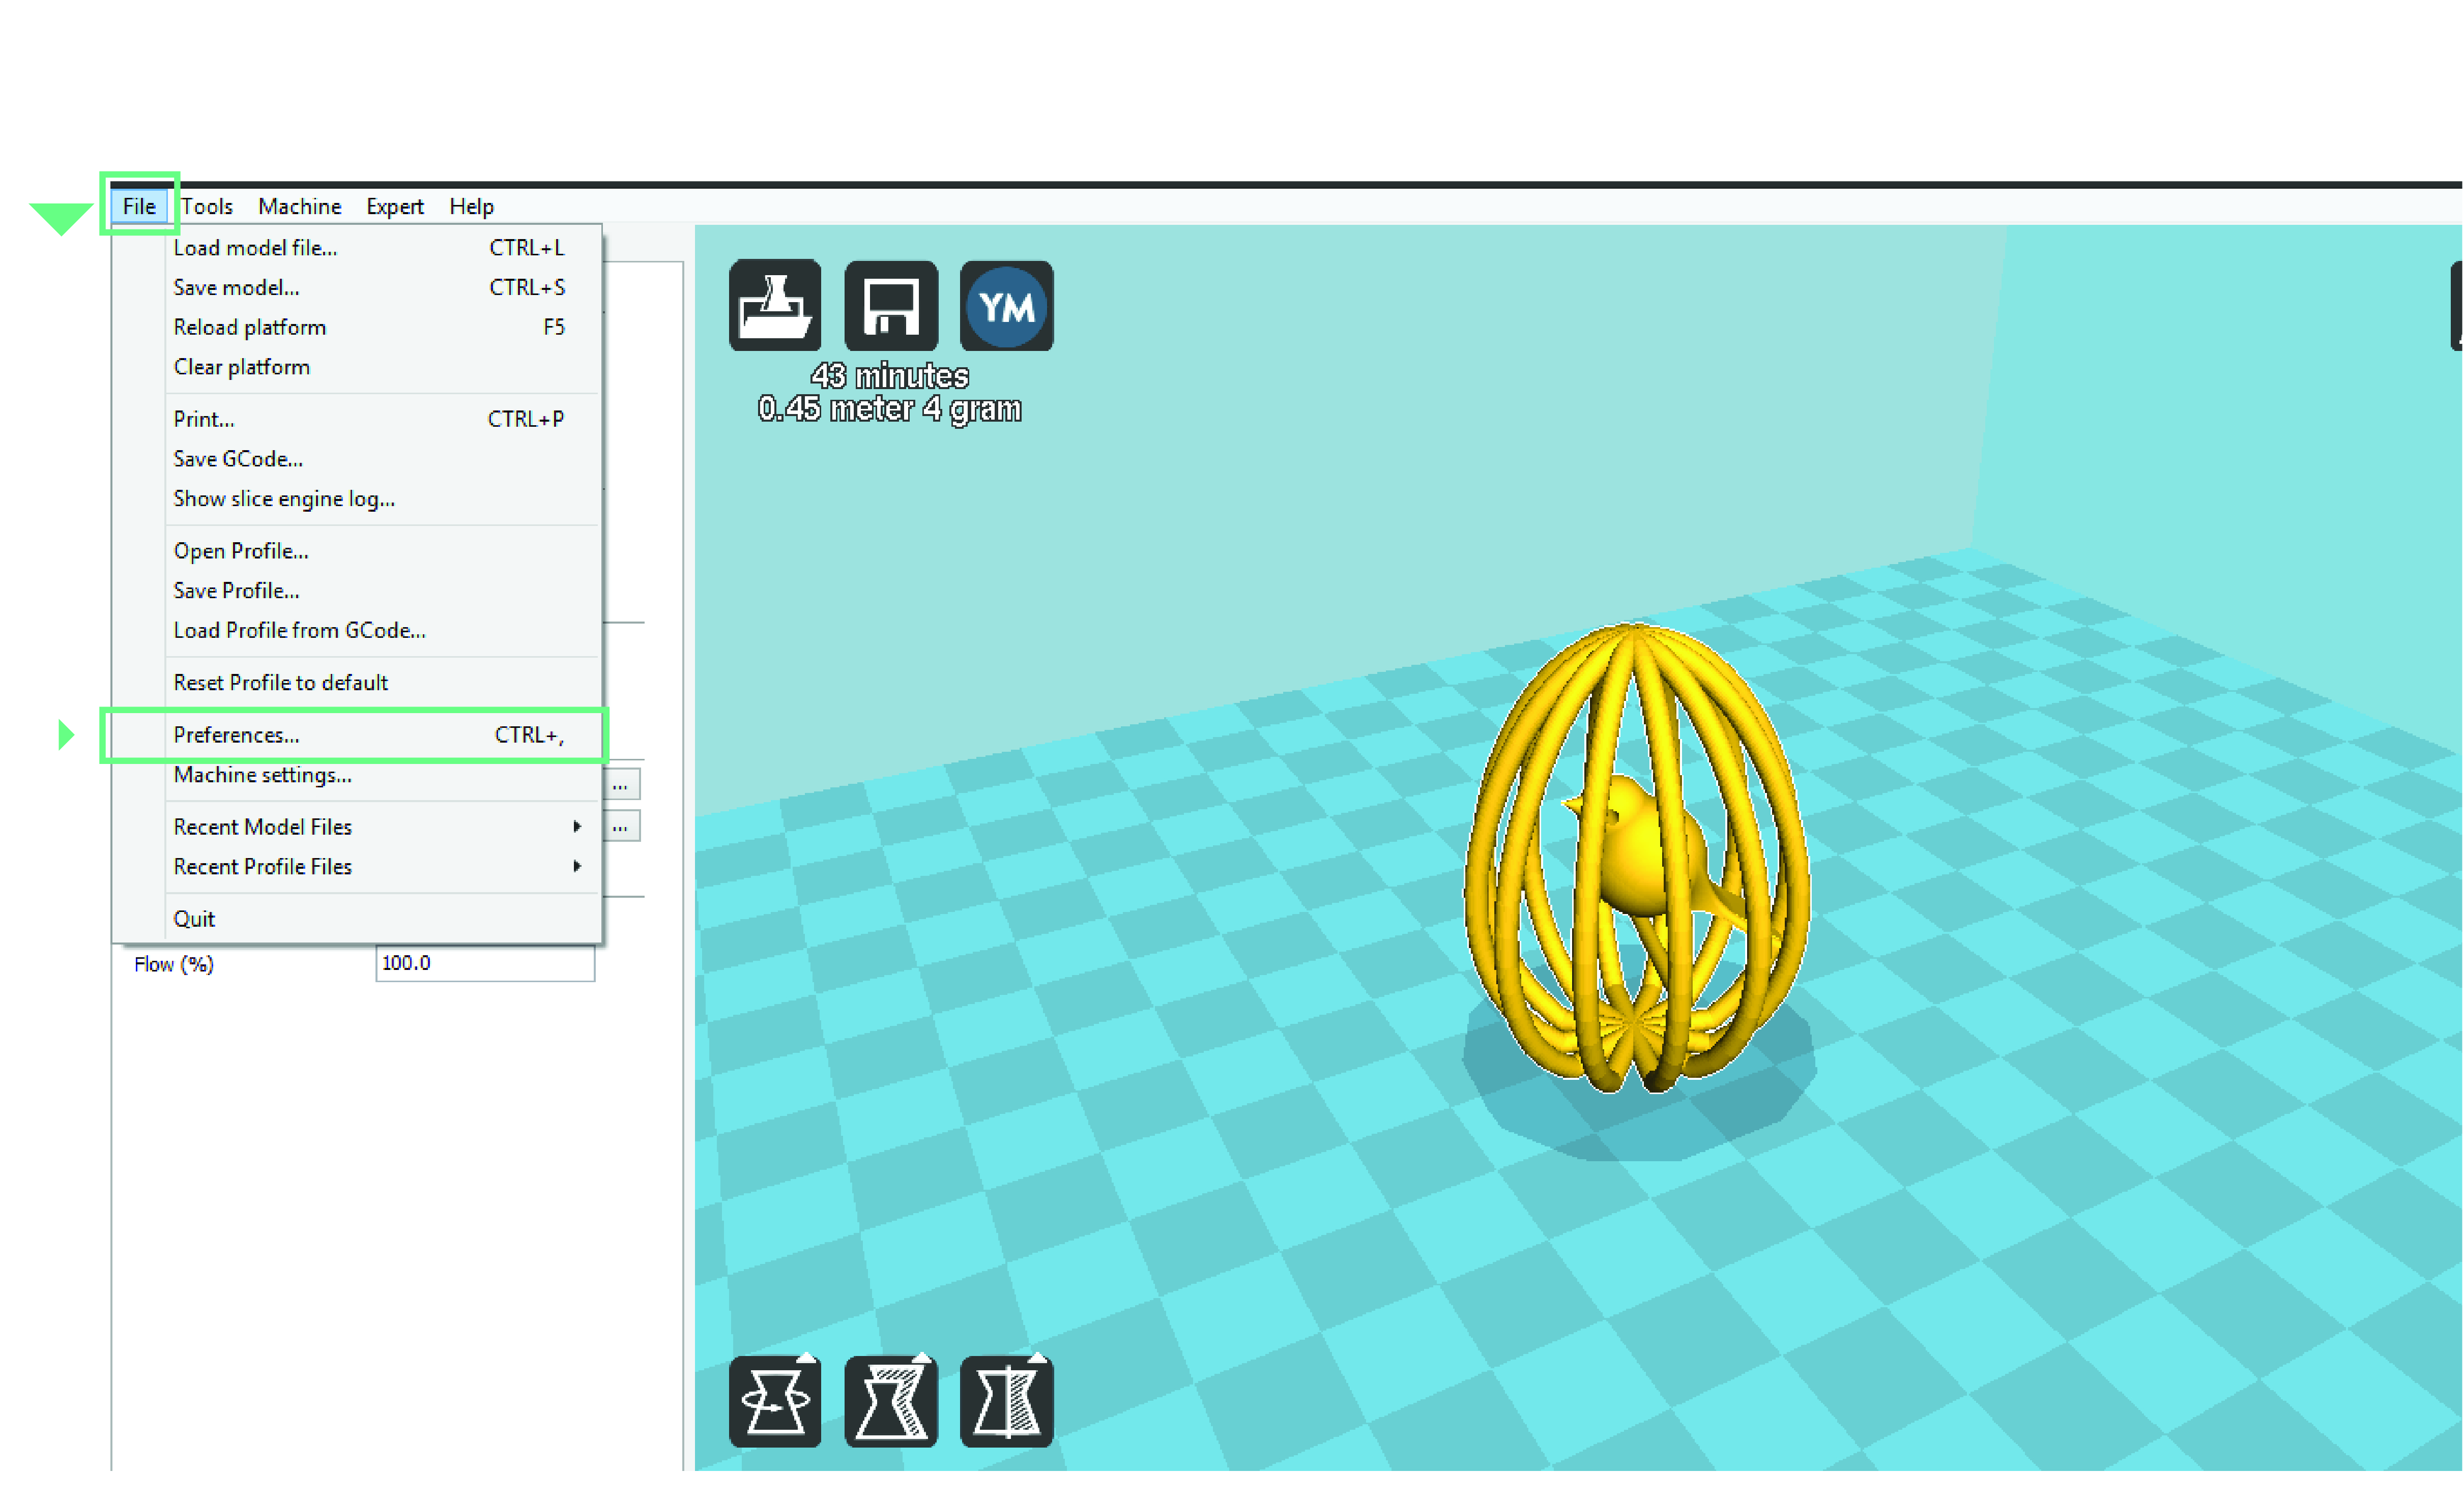 File Tools Machine Expert Help
Load model file... CTRL+L
Save model... CTRL+S
Reload platform F5
Clear platform
Print... CTRL+P
Save GCode...
Show slice engine log...
Open Profile...
Save Profile...
Load Profile from GCode...
Reset Profile to default
Preferences... CTRL+,
Machine settings...
...
Recent Model Files
...
Recent Profile Files
Quit
Flow (%) 100.0
YM
43 minutes
0.45 meter 4 gram